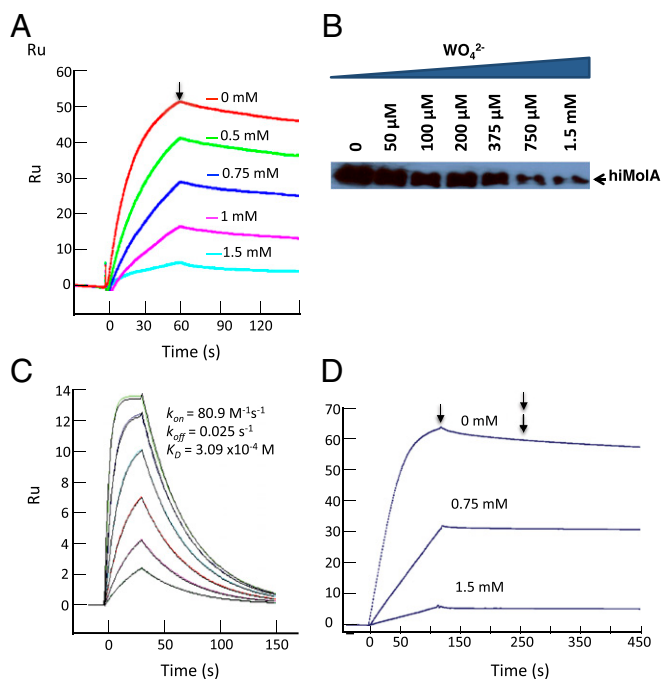 A
Ru
60
50
40
30
20
10
0
Ru
0 mM
0.5 mM
0.75 mM
1 mM
1.5 mM
0 30 60 90 120
Time (s)
B
WO₄²⁻
0 50 µM 100 µM 200 µM 375 µM 750 µM 1.5 mM
hiMolA
C
14
12
10
8
6
4
2
0
Ru
kon = 80.9 M⁻¹s⁻¹
koff = 0.025 s⁻¹
KD = 3.09 x10⁻⁴ M
0 50 100 150
Time (s)
D
70
60
50
40
30
20
10
0
0 mM
0.75 mM
1.5 mM
0 50 150 250 350 450
Time (s)